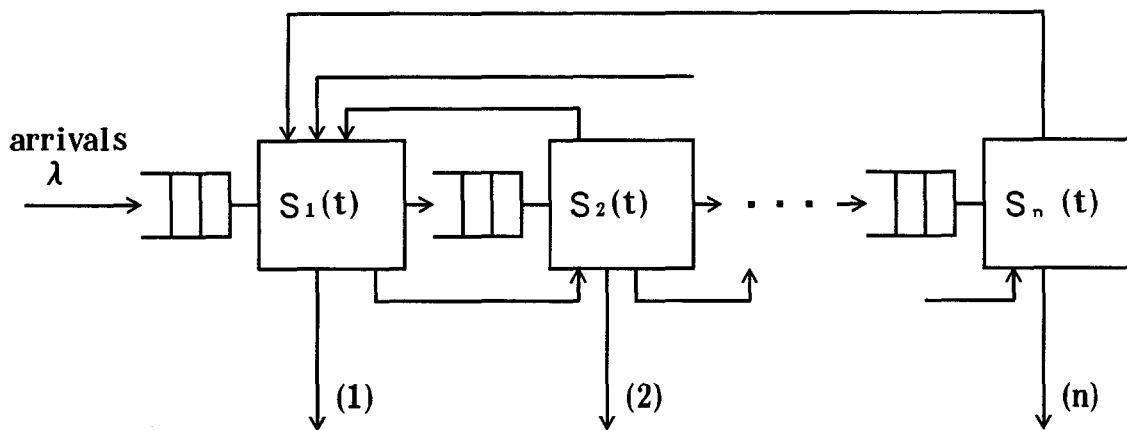 arrivals
λ
S₁(t)
S₂(t)
. . .
Sₙ (t)
(1)
(2)
(n)